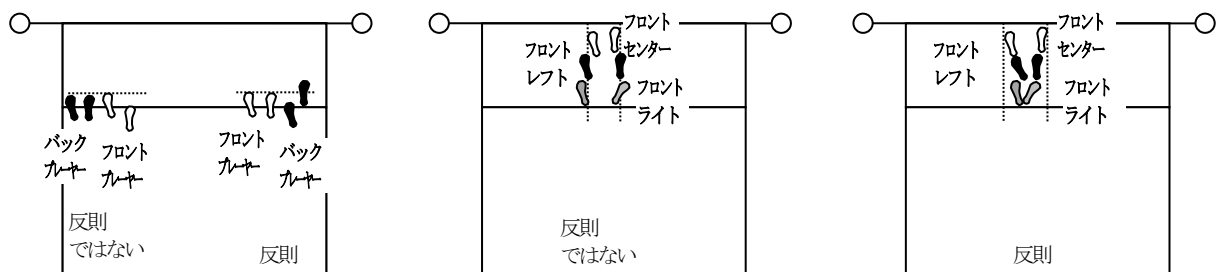 バック
プレーヤー
フロント
プレーヤー
フロント
プレーヤー
バック
プレーヤー
反則
ではない
反則
フロント
センター
フロント
レフト
フロント
ライト
反則
ではない
フロント
センター
フロント
レフト
フロント
ライト
反則